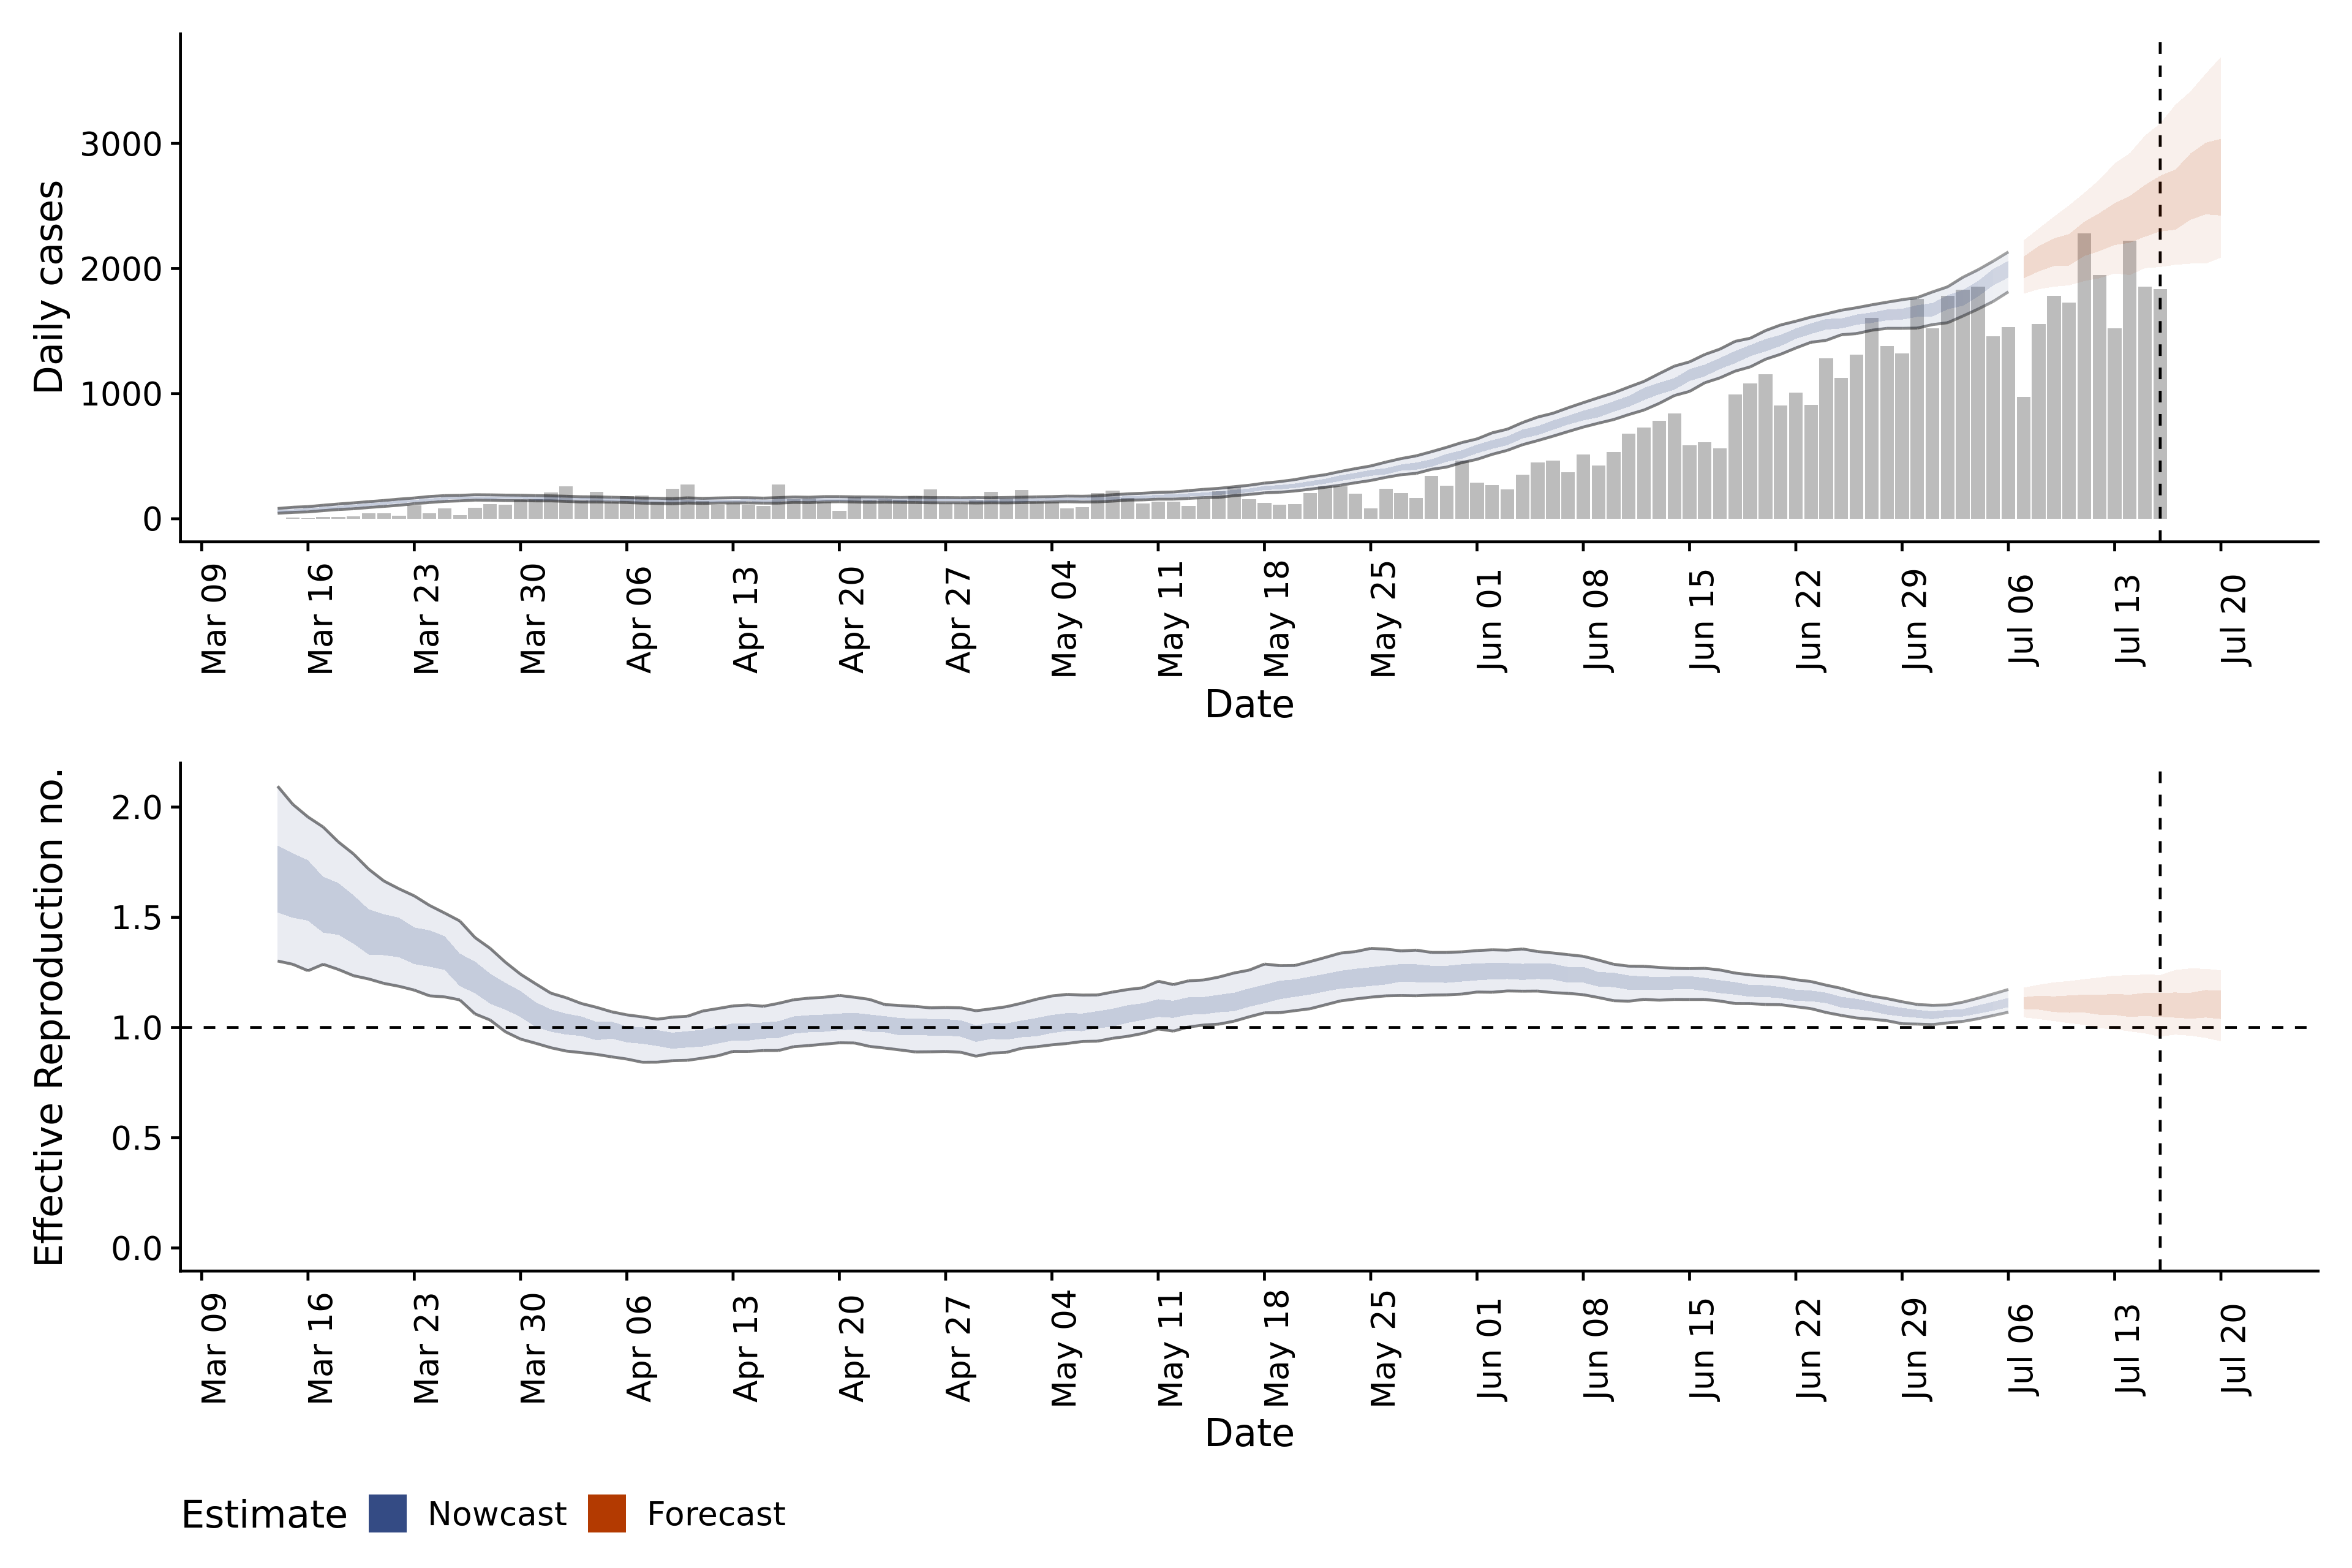 Daily cases
3000
2000
1000
0
Mar 09 Mar 16 Mar 23 Mar 30 Apr 06 Apr 13 Apr 20 Apr 27 May 04 May 11 May 18 May 25 Jun 01 Jun 08 Jun 15 Jun 22 Jun 29 Jul 06 Jul 13 Jul 20
Date
Effective Reproduction no.
2.0
1.5
1.0
0.5
0.0
Mar 09 Mar 16 Mar 23 Mar 30 Apr 06 Apr 13 Apr 20 Apr 27 May 04 May 11 May 18 May 25 Jun 01 Jun 08 Jun 15 Jun 22 Jun 29 Jul 06 Jul 13 Jul 20
Date
Estimate Nowcast Forecast